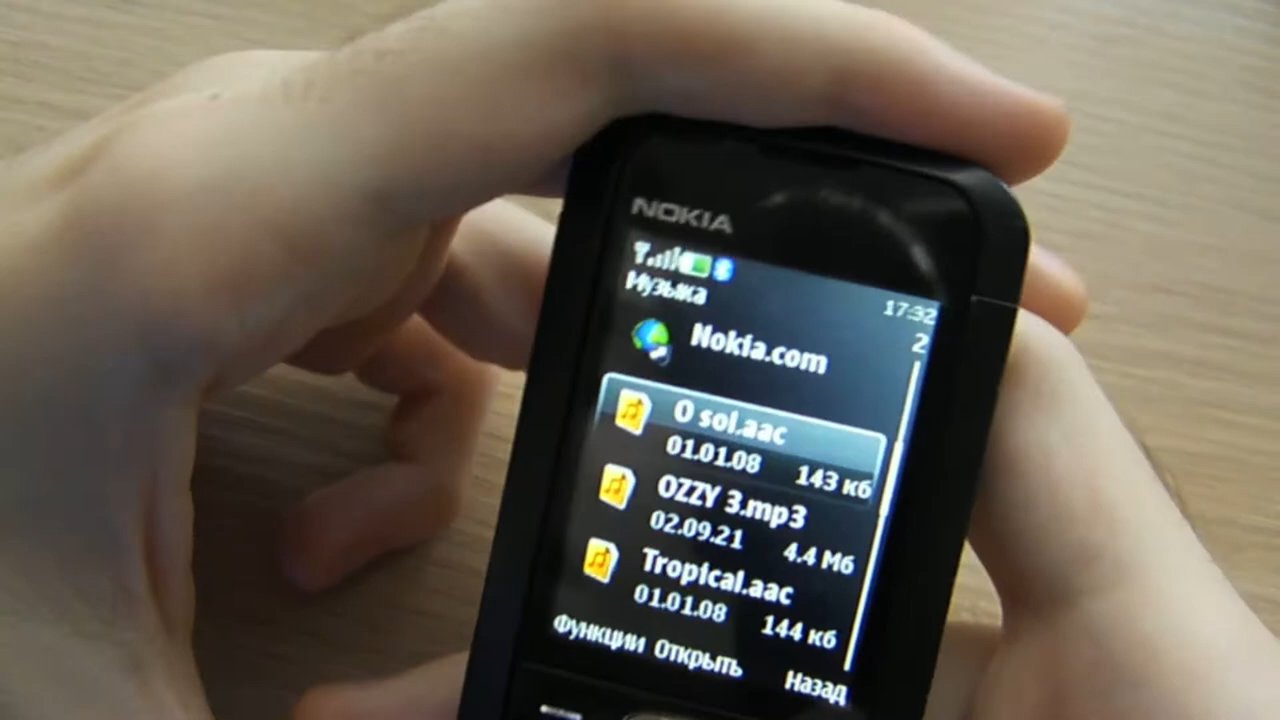 NOKIA
Музыка
17:32
2
Nokia.com
O sol.aac
01.01.08 143 кб
OZZY 3.mp3
02.09.21 4.4 Мб
Tropical.aac
01.01.08 144 кб
Функции Открыть Назад